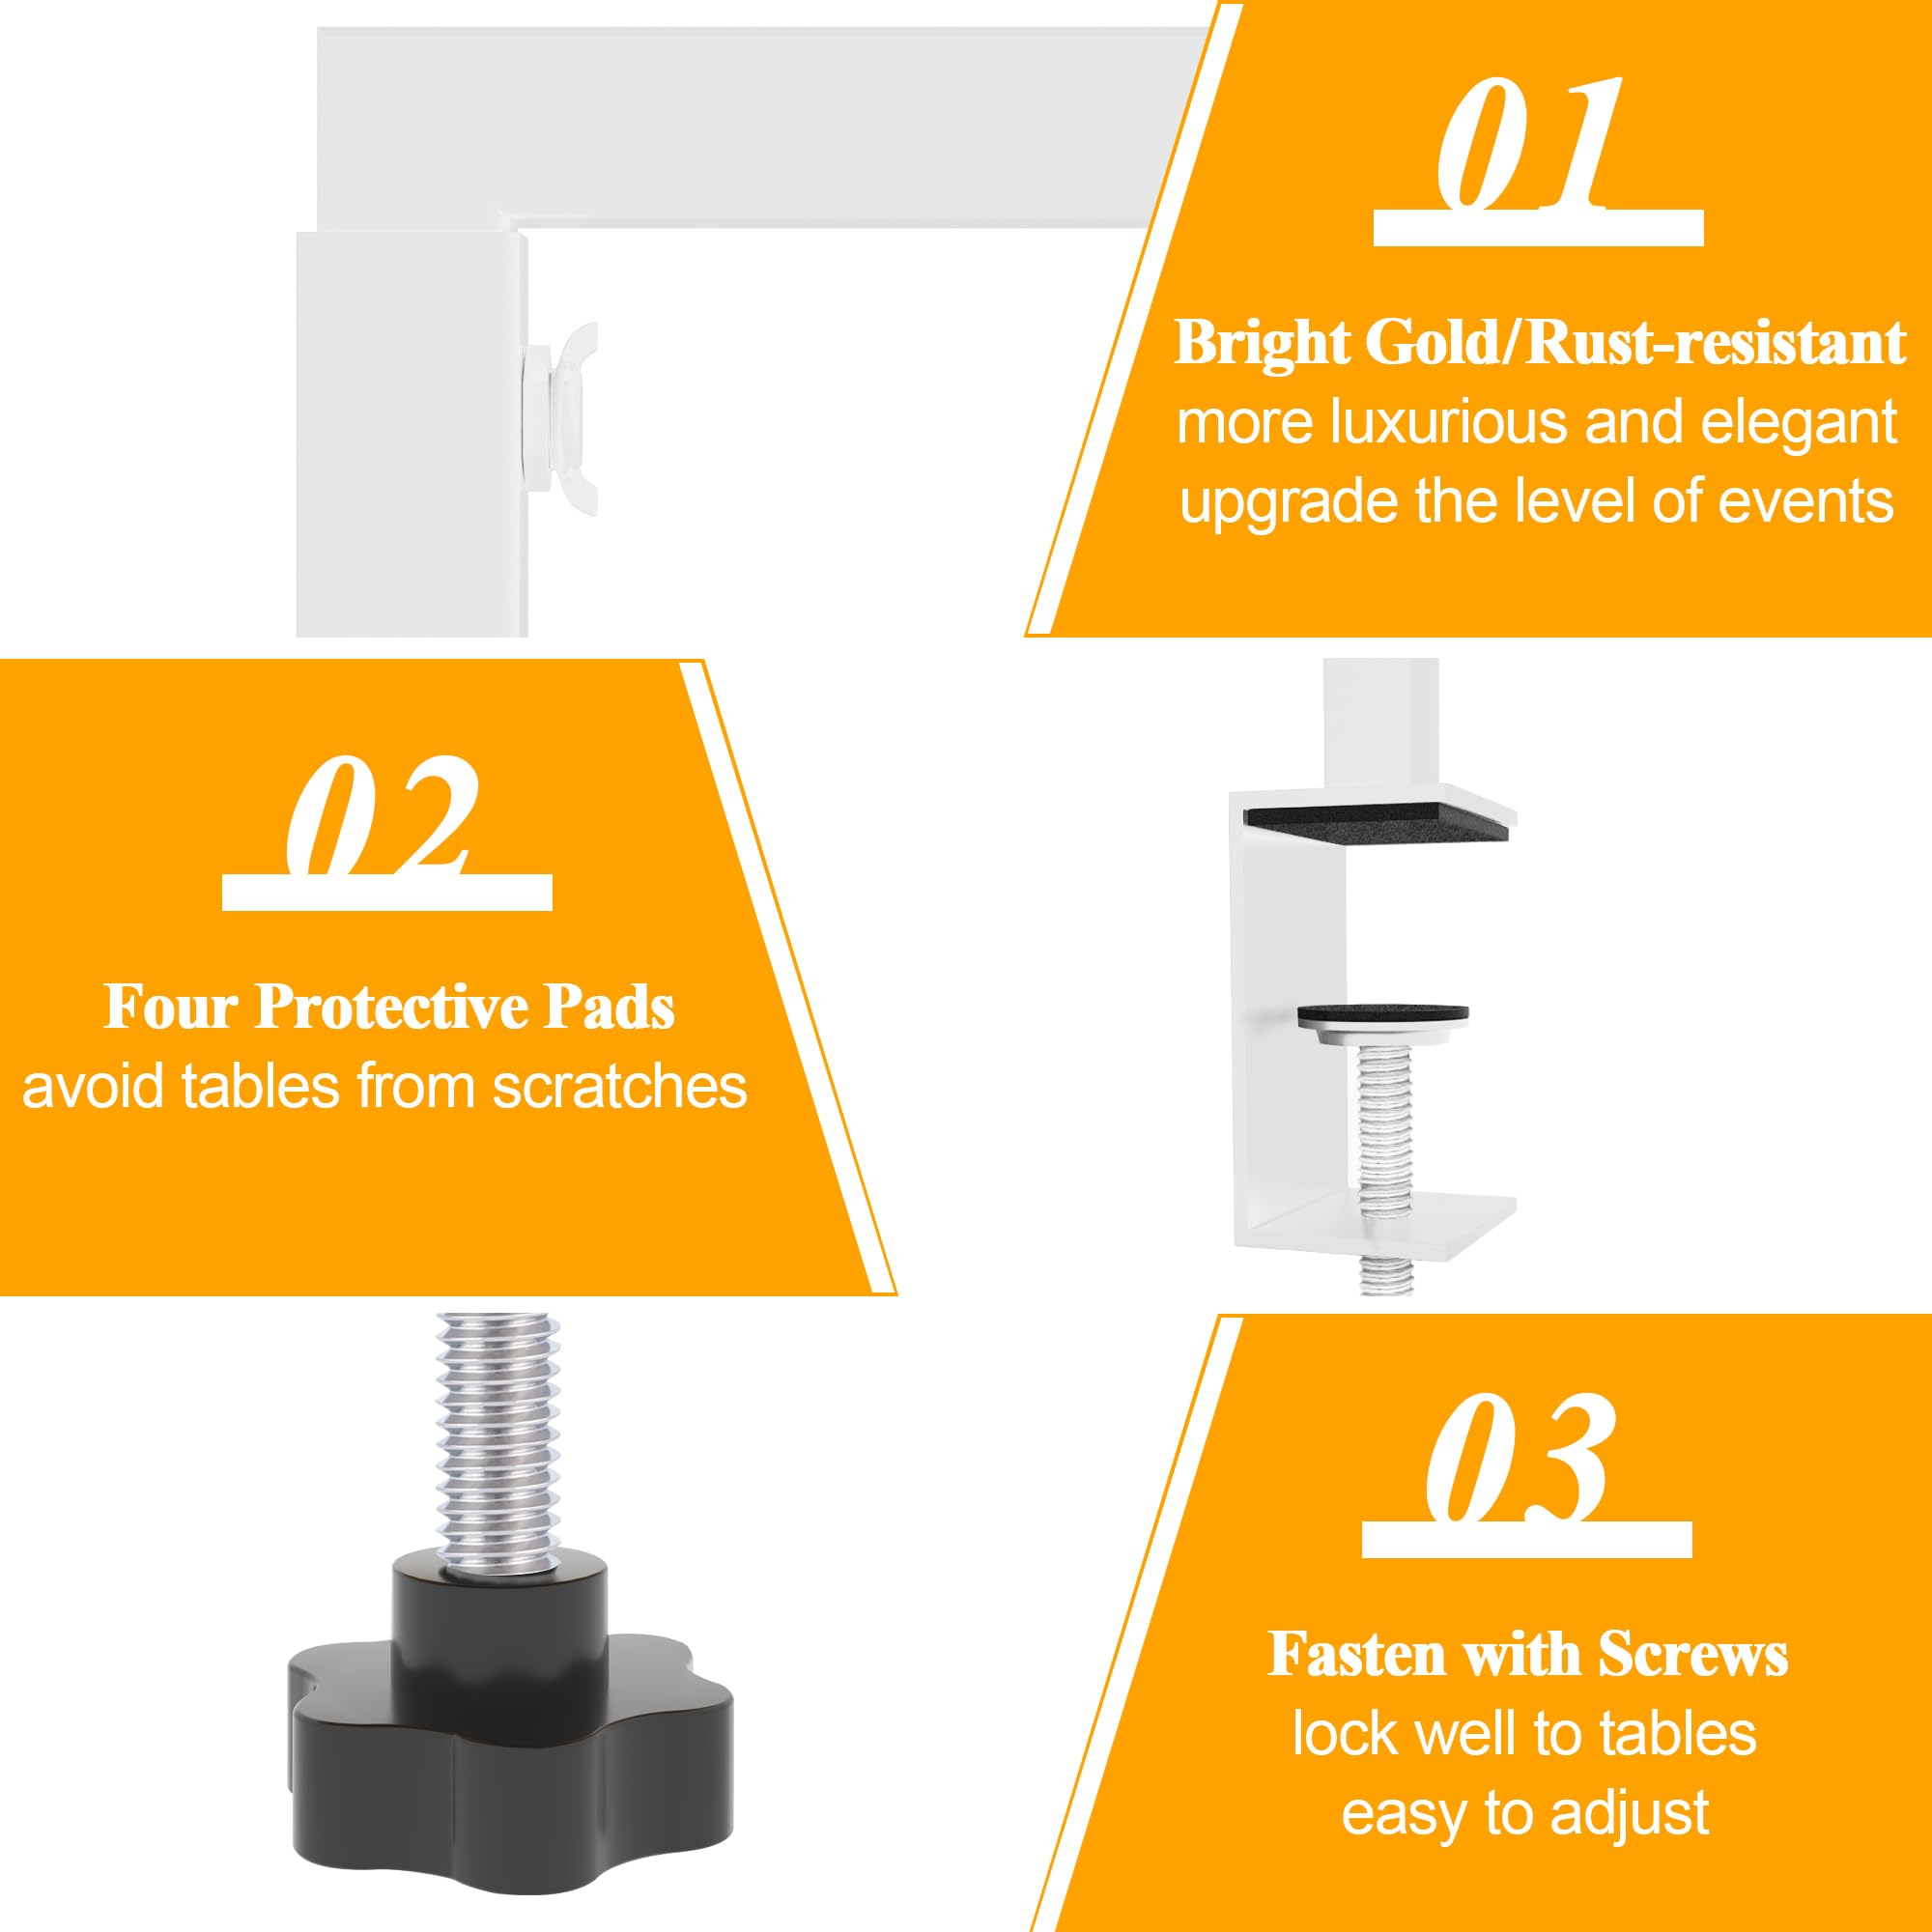 01
Bright Gold/Rust-resistant
more luxurious and elegant
upgrade the level of events
02
Four Protective Pads
avoid tables from scratches
03
Fasten with Screws
lock well to tables
easy to adjust